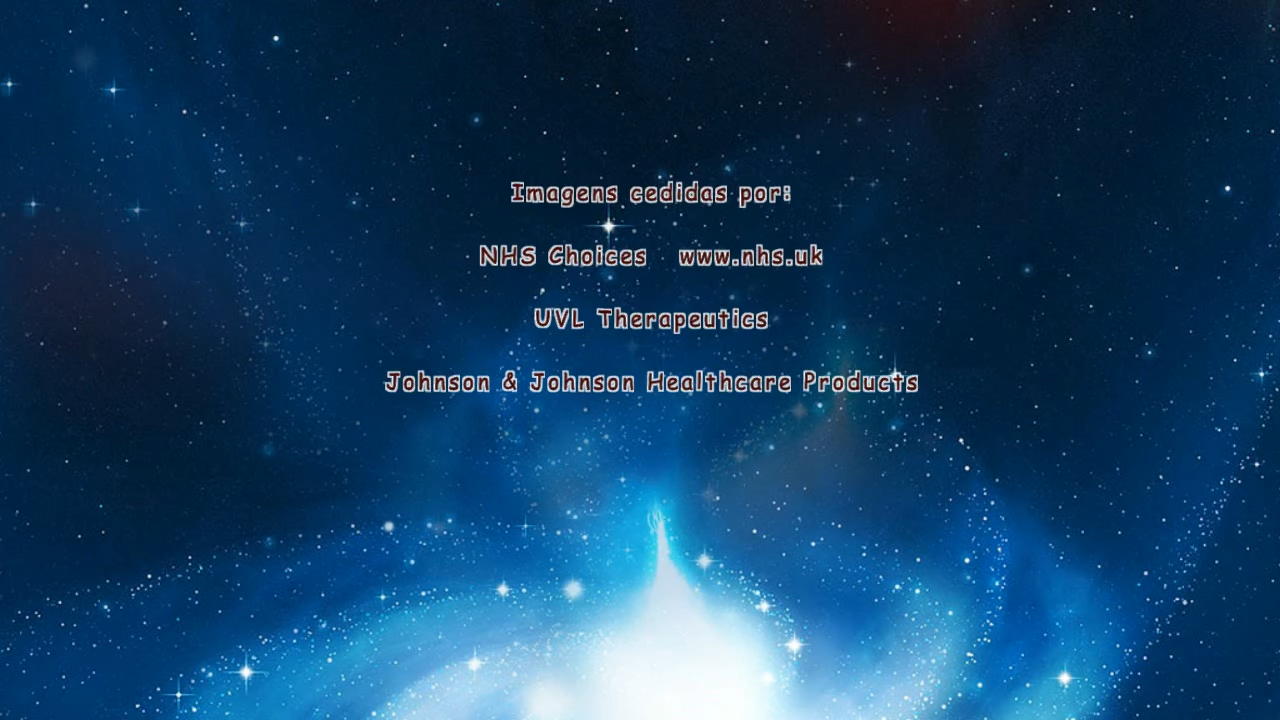 Imagens cedidas por:
NHS Choices www.nhs.uk
UVL Therapeutics
Johnson & Johnson Healthcare Products